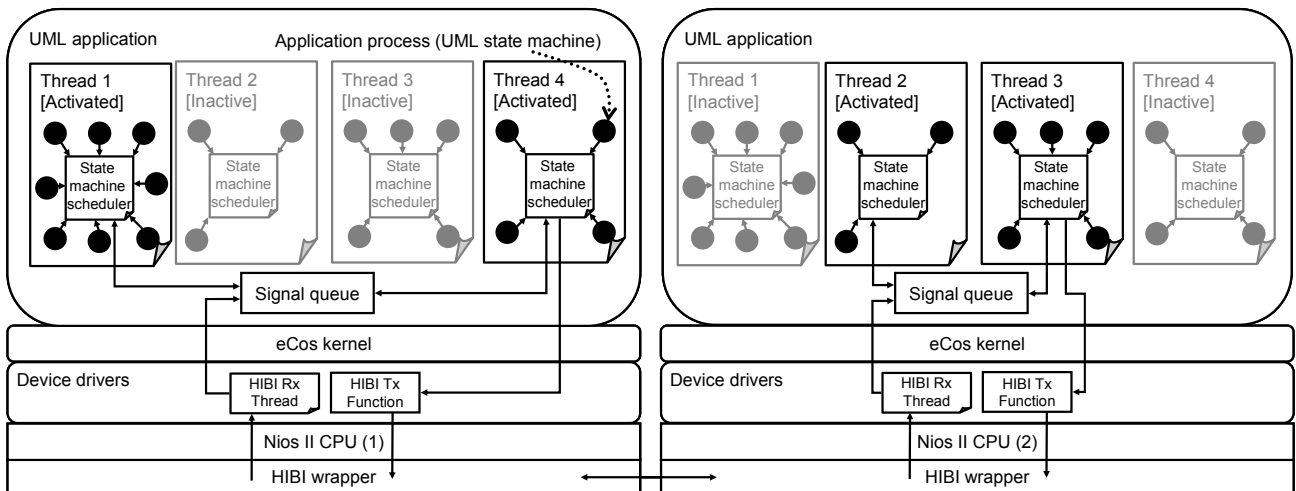 UML application
Application process (UML state machine)
Thread 1
[Activated]
State
machine
scheduler
Thread 2
[Inactive]
State
machine
scheduler
Thread 3
[Inactive]
State
machine
scheduler
Thread 4
[Activated]
State
machine
scheduler
Signal queue
eCos kernel
Device drivers
HIBI Rx
Thread
HIBI Tx
Function
Nios II CPU (1)
HIBI wrapper
UML application
Thread 1
[Inactive]
State
machine
scheduler
Thread 2
[Activated]
State
machine
scheduler
Thread 3
[Activated]
State
machine
scheduler
Thread 4
[Inactive]
State
machine
scheduler
Signal queue
eCos kernel
Device drivers
HIBI Rx
Thread
HIBI Tx
Function
Nios II CPU (2)
HIBI wrapper